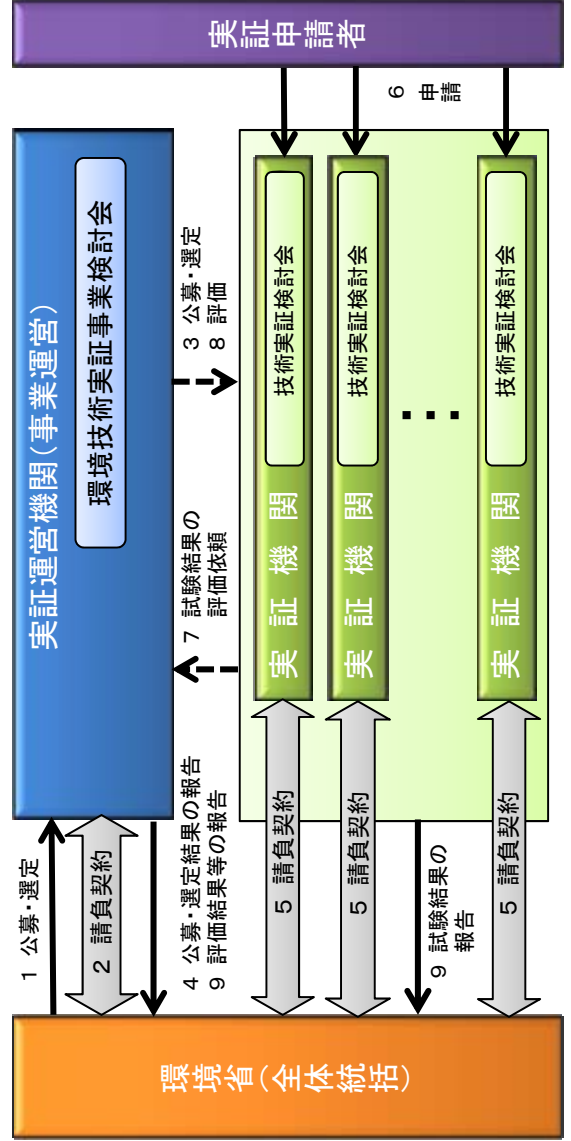 環境省(全体統括)
1 公募・選定
2 請負契約
4 公募・選定結果の報告
9 評価結果等の報告
5 請負契約
5 請負契約
9 試験結果の
報告
5 請負契約
実証運営機関(事業運営)
環境技術実証事業検討会
7 試験結果の
評価依頼
3 公募・選定
8 評価
実証機関
技術実証検討会
実証機関
技術実証検討会
・・・
実証機関
技術実証検討会
6 申請
実証申請者